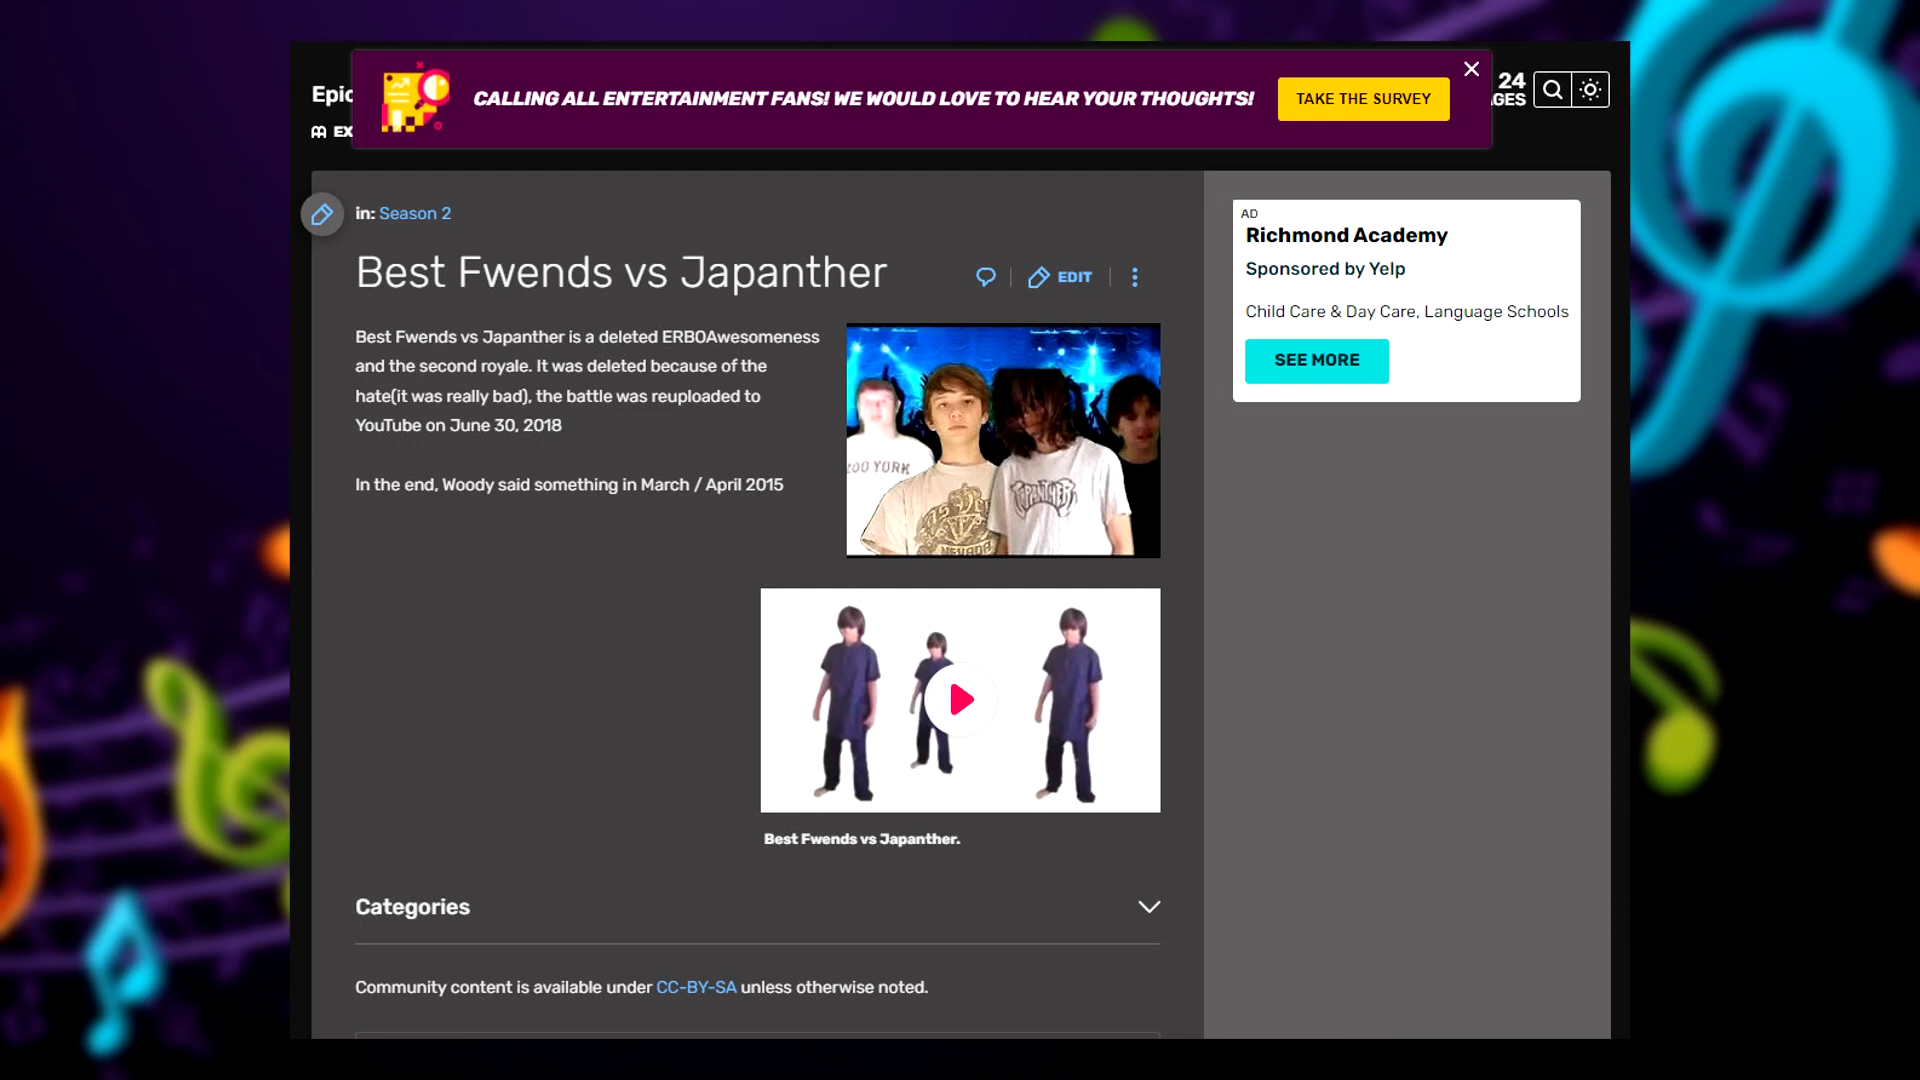 Epic
EX
CALLING ALL ENTERTAINMENT FANS! WE WOULD LOVE TO HEAR YOUR THOUGHTS!
TAKE THE SURVEY
24
GES
in: Season 2
Best Fwends vs Japanther
EDIT
Best Fwends vs Japanther is a deleted ERBOAwesomeness
and the second royale. It was deleted because of the
hate(it was really bad), the battle was reuploaded to
YouTube on June 30, 2018
In the end, Woody said something in March / April 2015
ZOO YORK
JAPANTHER
NEVADA
Best Fwends vs Japanther.
AD
Richmond Academy
Sponsored by Yelp
Child Care & Day Care, Language Schools
SEE MORE
Categories
Community content is available under CC-BY-SA unless otherwise noted.